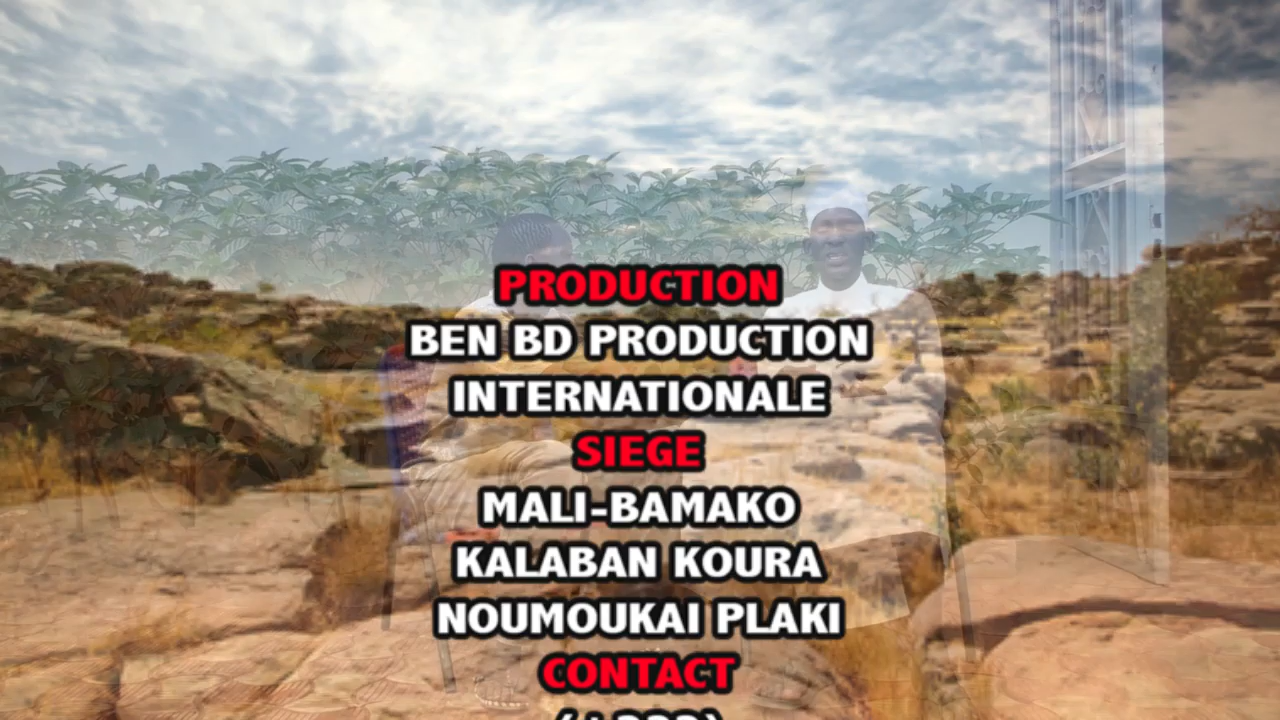 PRODUCTION
BEN BD PRODUCTION
INTERNATIONALE
SIEGE
MALI-BAMAKO
KALABAN KOURA
NOUMOUKAI PLAKI
CONTACT